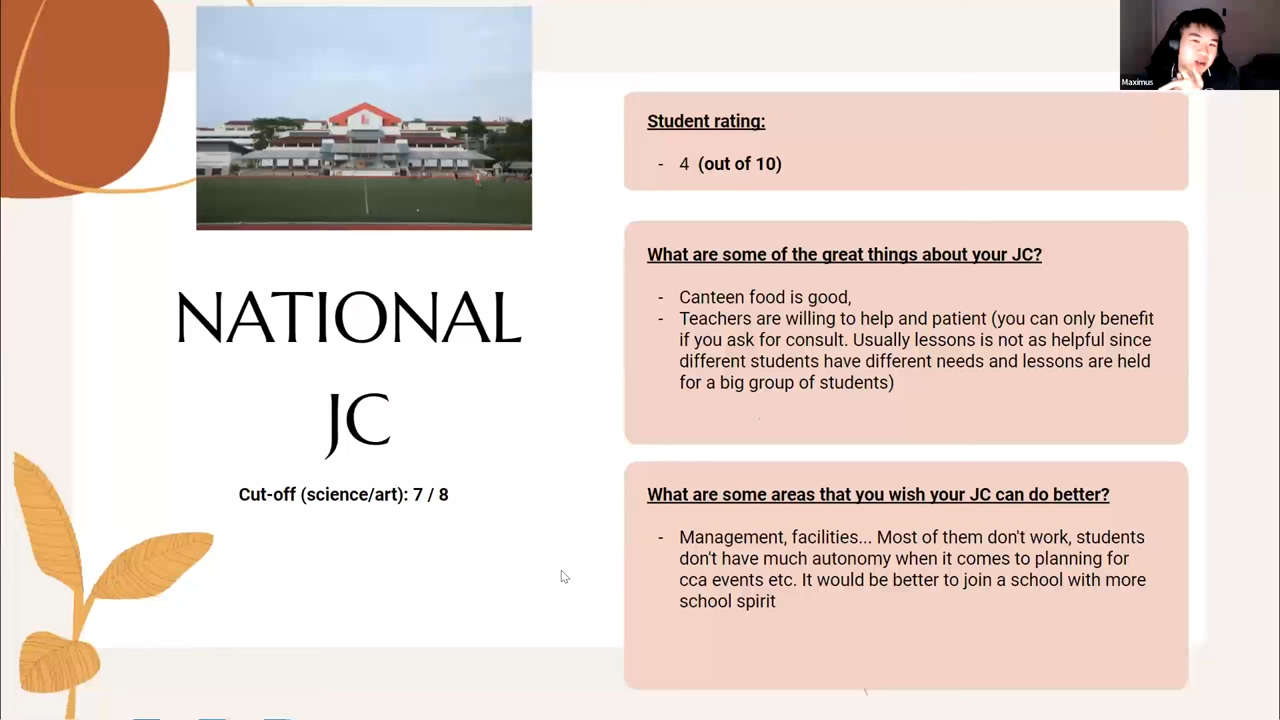 Maximus
Student rating:
- 4 (out of 10)
What are some of the great things about your JC?
- Canteen food is good,
- Teachers are willing to help and patient (you can only benefit
if you ask for consult. Usually lessons is not as helpful since
different students have different needs and lessons are held
for a big group of students)
NATIONAL
JC
Cut-off (science/art): 7 / 8
What are some areas that you wish your JC can do better?
- Management, facilities... Most of them don't work, students
don't have much autonomy when it comes to planning for
cca events etc. It would be better to join a school with more
school spirit